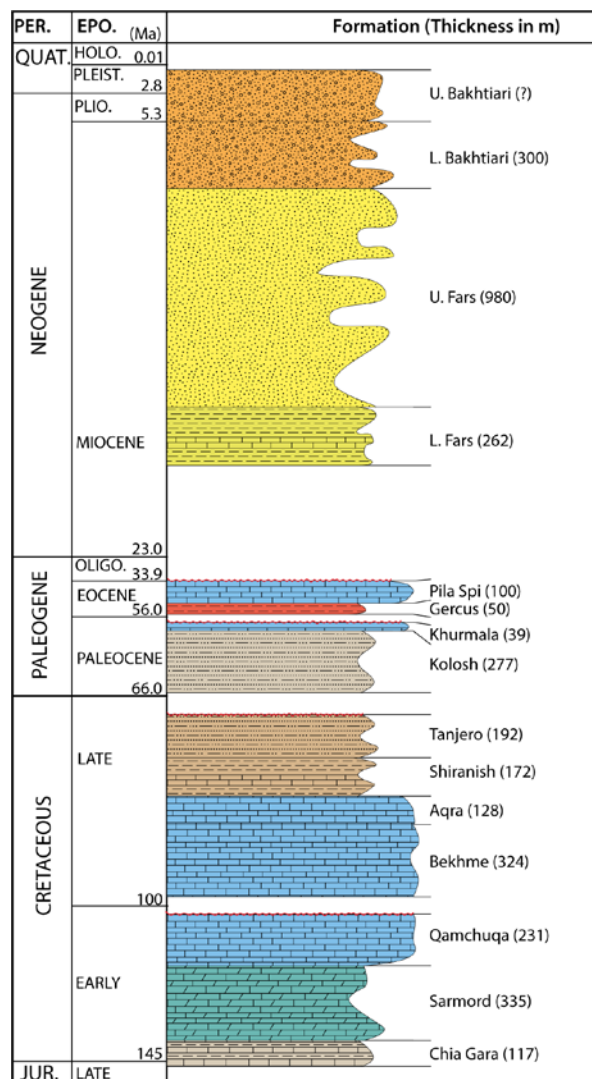 PER. EPO. (Ma) Formation (Thickness in m)
QUAT. HOLO. 0.01
PLEIST.
2.8
U. Bakhtiari (?)
PLIO.
5.3
L. Bakhtiari (300)
NEOGENE
U. Fars (980)
MIOCENE
L. Fars (262)
23.0
PALEOGENE
OLIGO.
33.9
EOCENE
Pila Spi (100)
56.0
Gercus (50)
Khurmala (39)
PALEOCENE
Kolosh (277)
66.0
CRETACEOUS
LATE
Tanjero (192)
Shiranish (172)
Aqra (128)
Bekhme (324)
100
Qamchuqa (231)
EARLY
Sarmord (335)
145
Chia Gara (117)
JUR. LATE